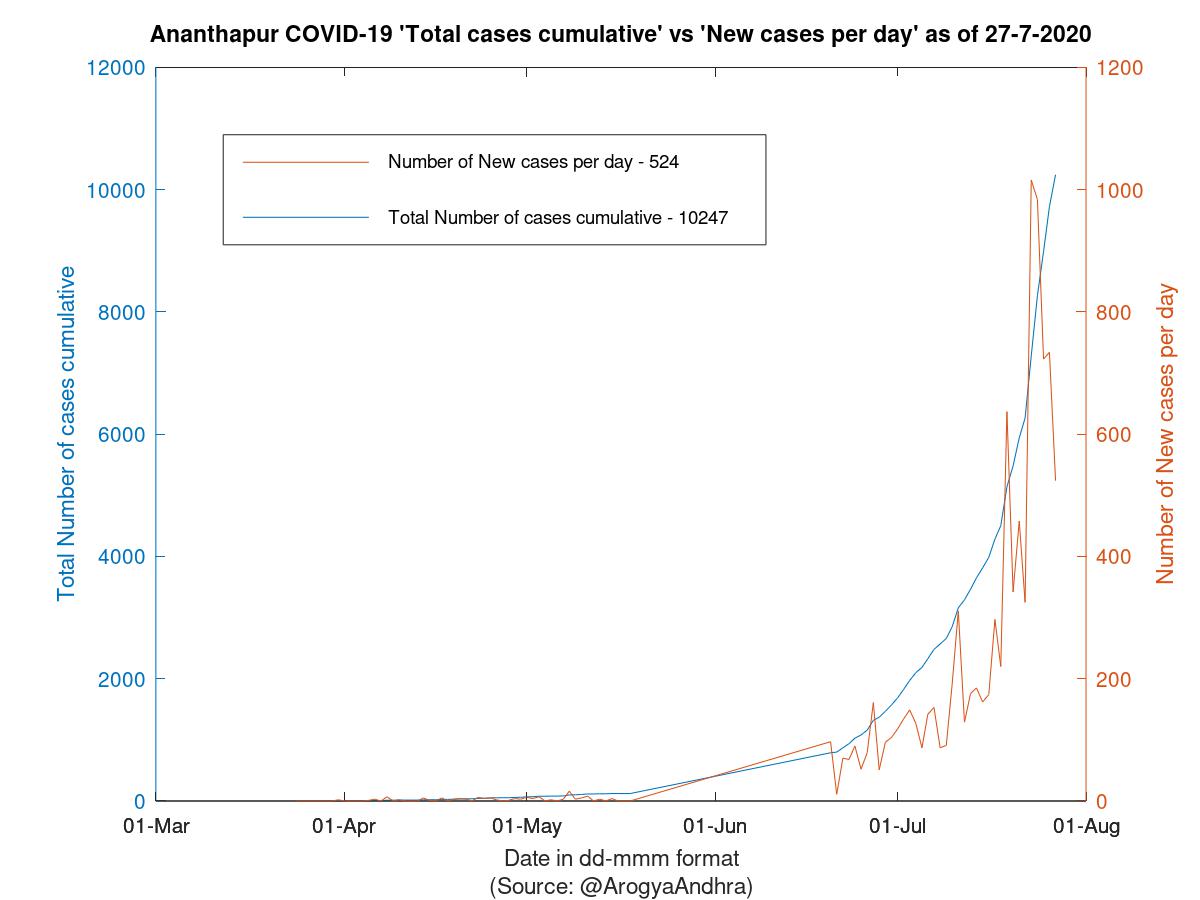 Ananthapur COVID-19 'Total cases cumulative' vs 'New cases per day' as of 27-7-2020
12000
10000
8000
6000
4000
2000
0
Total Number of cases cumulative
Number of New cases per day - 524
Total Number of cases cumulative - 10247
1200
1000
800
600
400
200
0
Number of New cases per day
01-Mar 01-Apr 01-May 01-Jun 01-Jul 01-Aug
Date in dd-mmm format
(Source: @ArogyaAndhra)